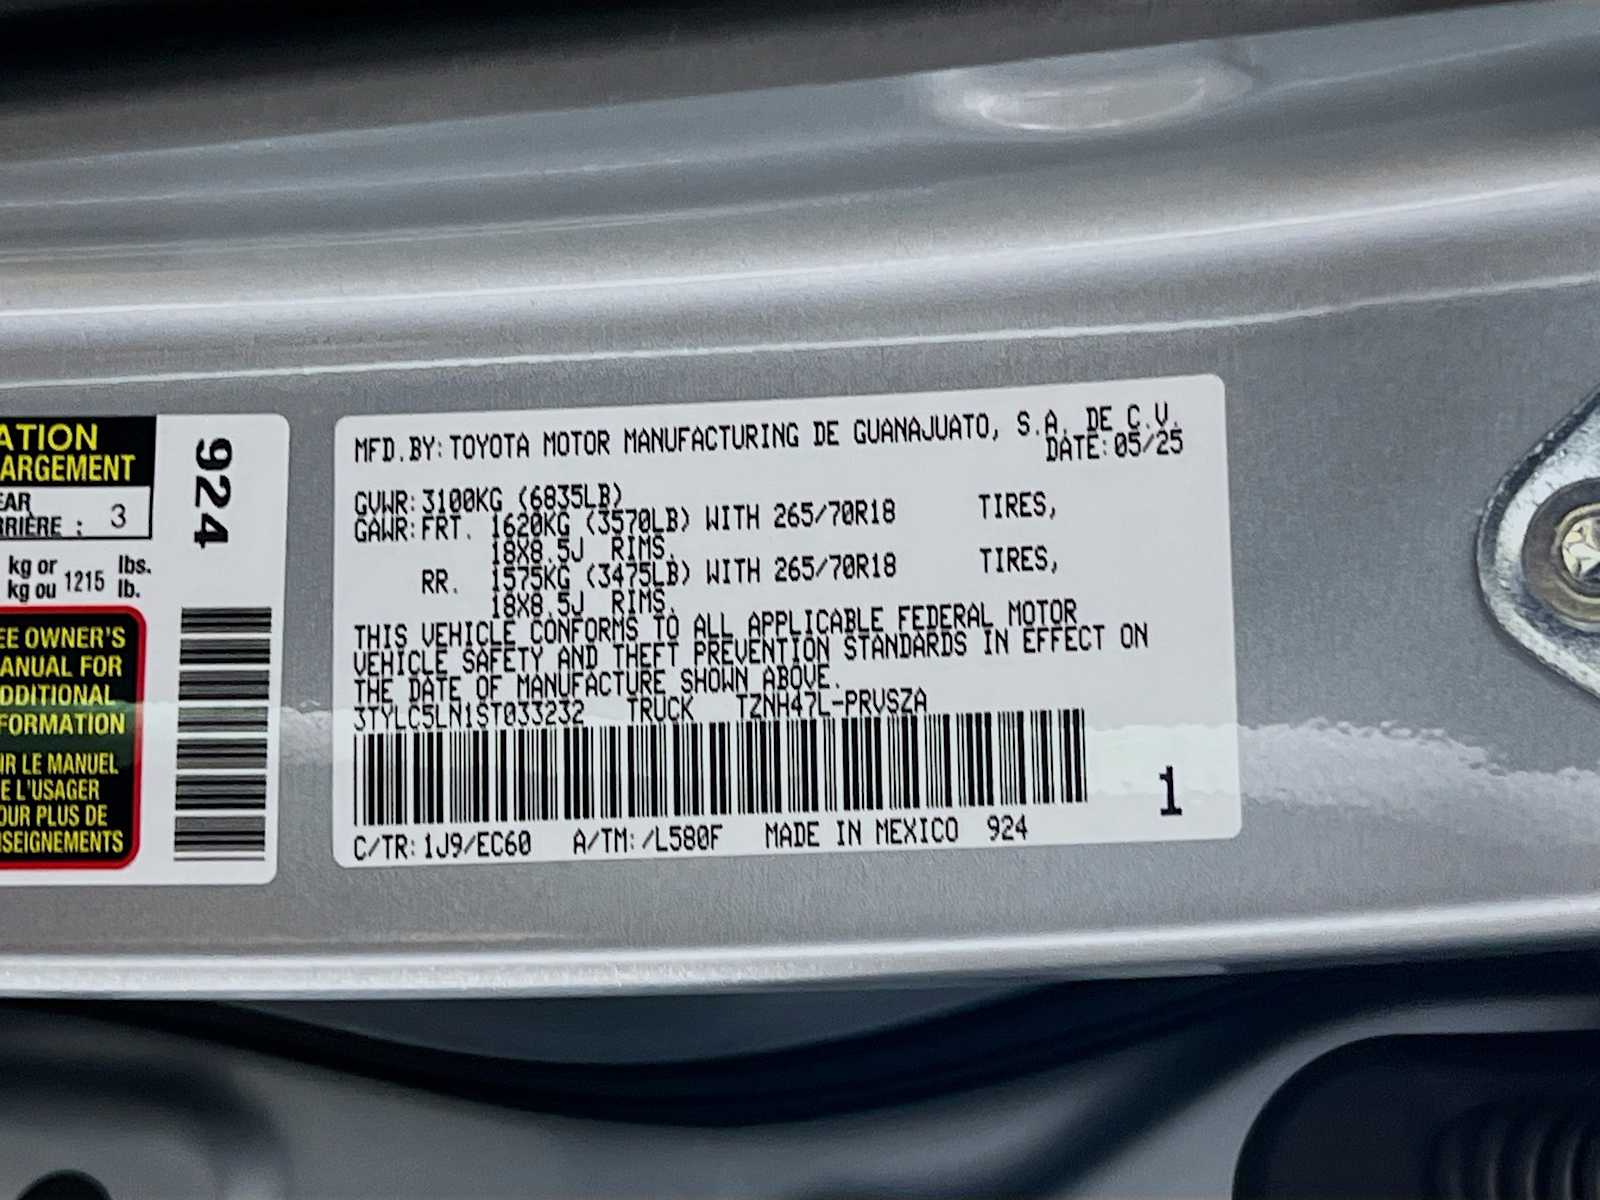 ATION
ARGEMENT
EAR
RRIÈRE : 3
kg or lbs.
kg ou 1215 lb.
EE OWNER'S
ANUAL FOR
DDITIONAL
FORMATION
IR LE MANUEL
E L'USAGER
OUR PLUS DE
NSEIGNEMENTS
924
MFD.BY:TOYOTA MOTOR MANUFACTURING DE GUANAJUATO, S.A. DE C.V.
DATE:05/25
GVWR:3100KG (6835LB)
GAWR:FRT. 1620KG (3570LB) WITH 265/70R18 TIRES,
18X8.5J RIMS.
RR. 1575KG (3475LB) WITH 265/70R18 TIRES,
18X8.5J RIMS.
THIS VEHICLE CONFORMS TO ALL APPLICABLE FEDERAL MOTOR
VEHICLE SAFETY AND THEFT PREVENTION STANDARDS IN EFFECT ON
THE DATE OF MANUFACTURE SHOWN ABOVE.
3TYLC5LN1ST033232 TRUCK TZNH47L-PRVSZA
1
C/TR:1J9/EC60 A/TM:/L580F MADE IN MEXICO 924